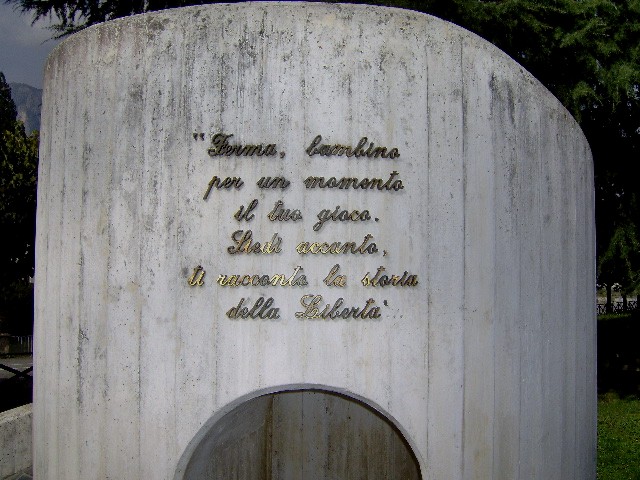 "Ferma, bambino
per un momento
il tuo gioco.
Siedi accanto,
ti racconto la storia
della Libertà"